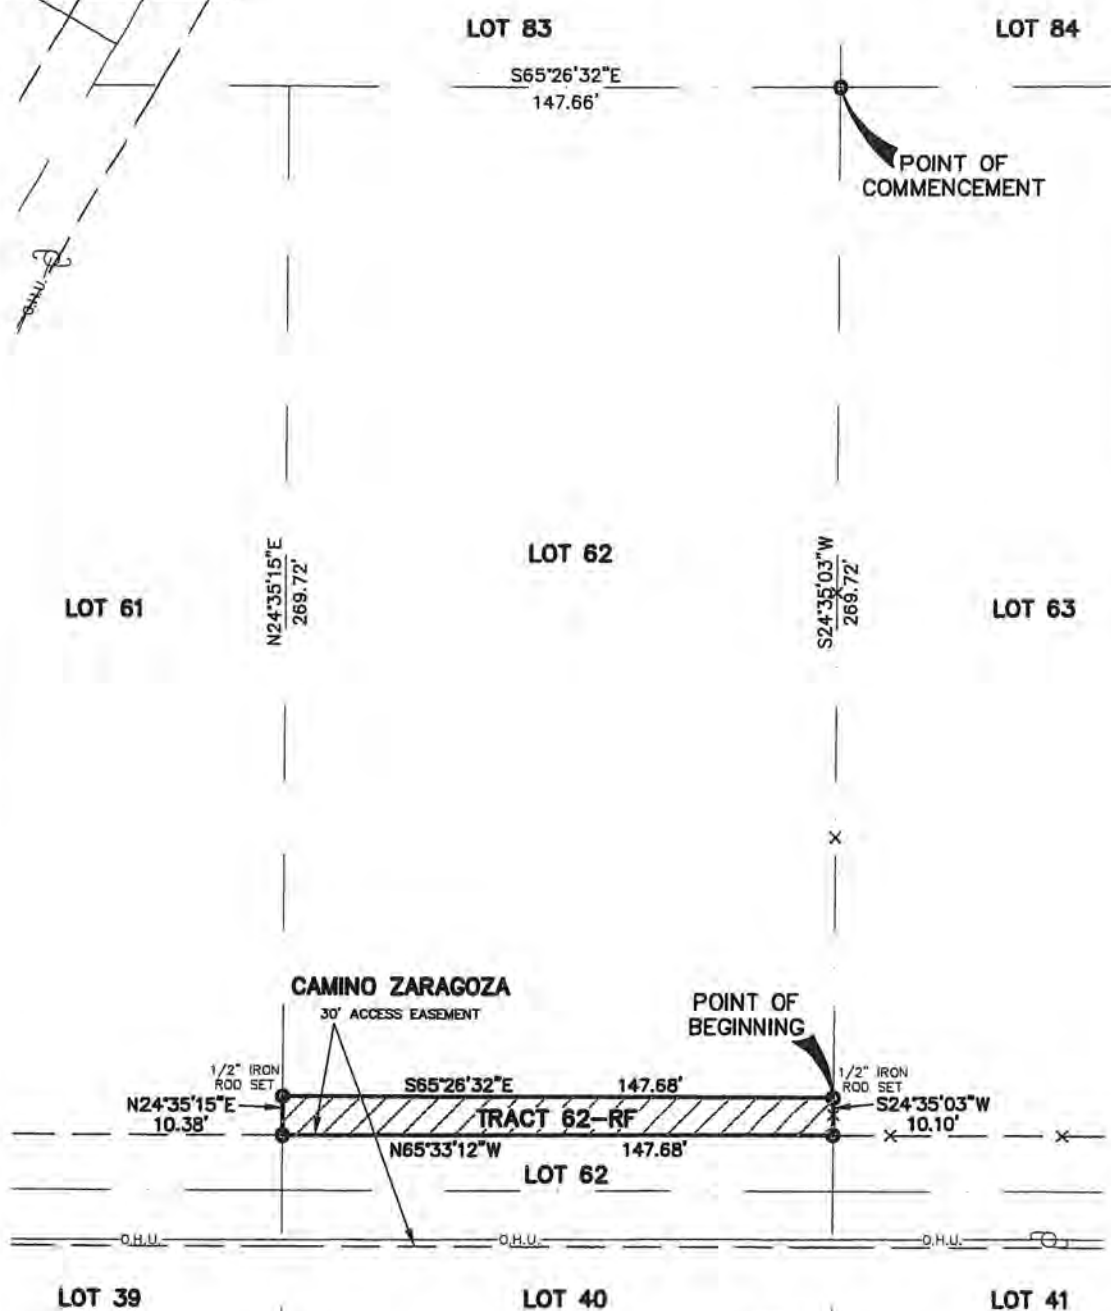 LOT 83
LOT 84
S65°26'32"E
147.66'
POINT OF
COMMENCEMENT
O.H.U.
N24°35'15"E
269.72'
LOT 62
S24°35'03"W
269.72'
LOT 61
LOT 63
CAMINO ZARAGOZA
30' ACCESS EASEMENT
POINT OF
BEGINNING
1/2" IRON
ROD SET
S65°26'32"E 147.68'
1/2" IRON
ROD SET
N24°35'15"E
10.38'
TRACT 62-RF
S24°35'03"W
10.10'
N65°33'12"W 147.68'
LOT 62
O.H.U.
O.H.U.
O.H.U.
LOT 39
LOT 40
LOT 41